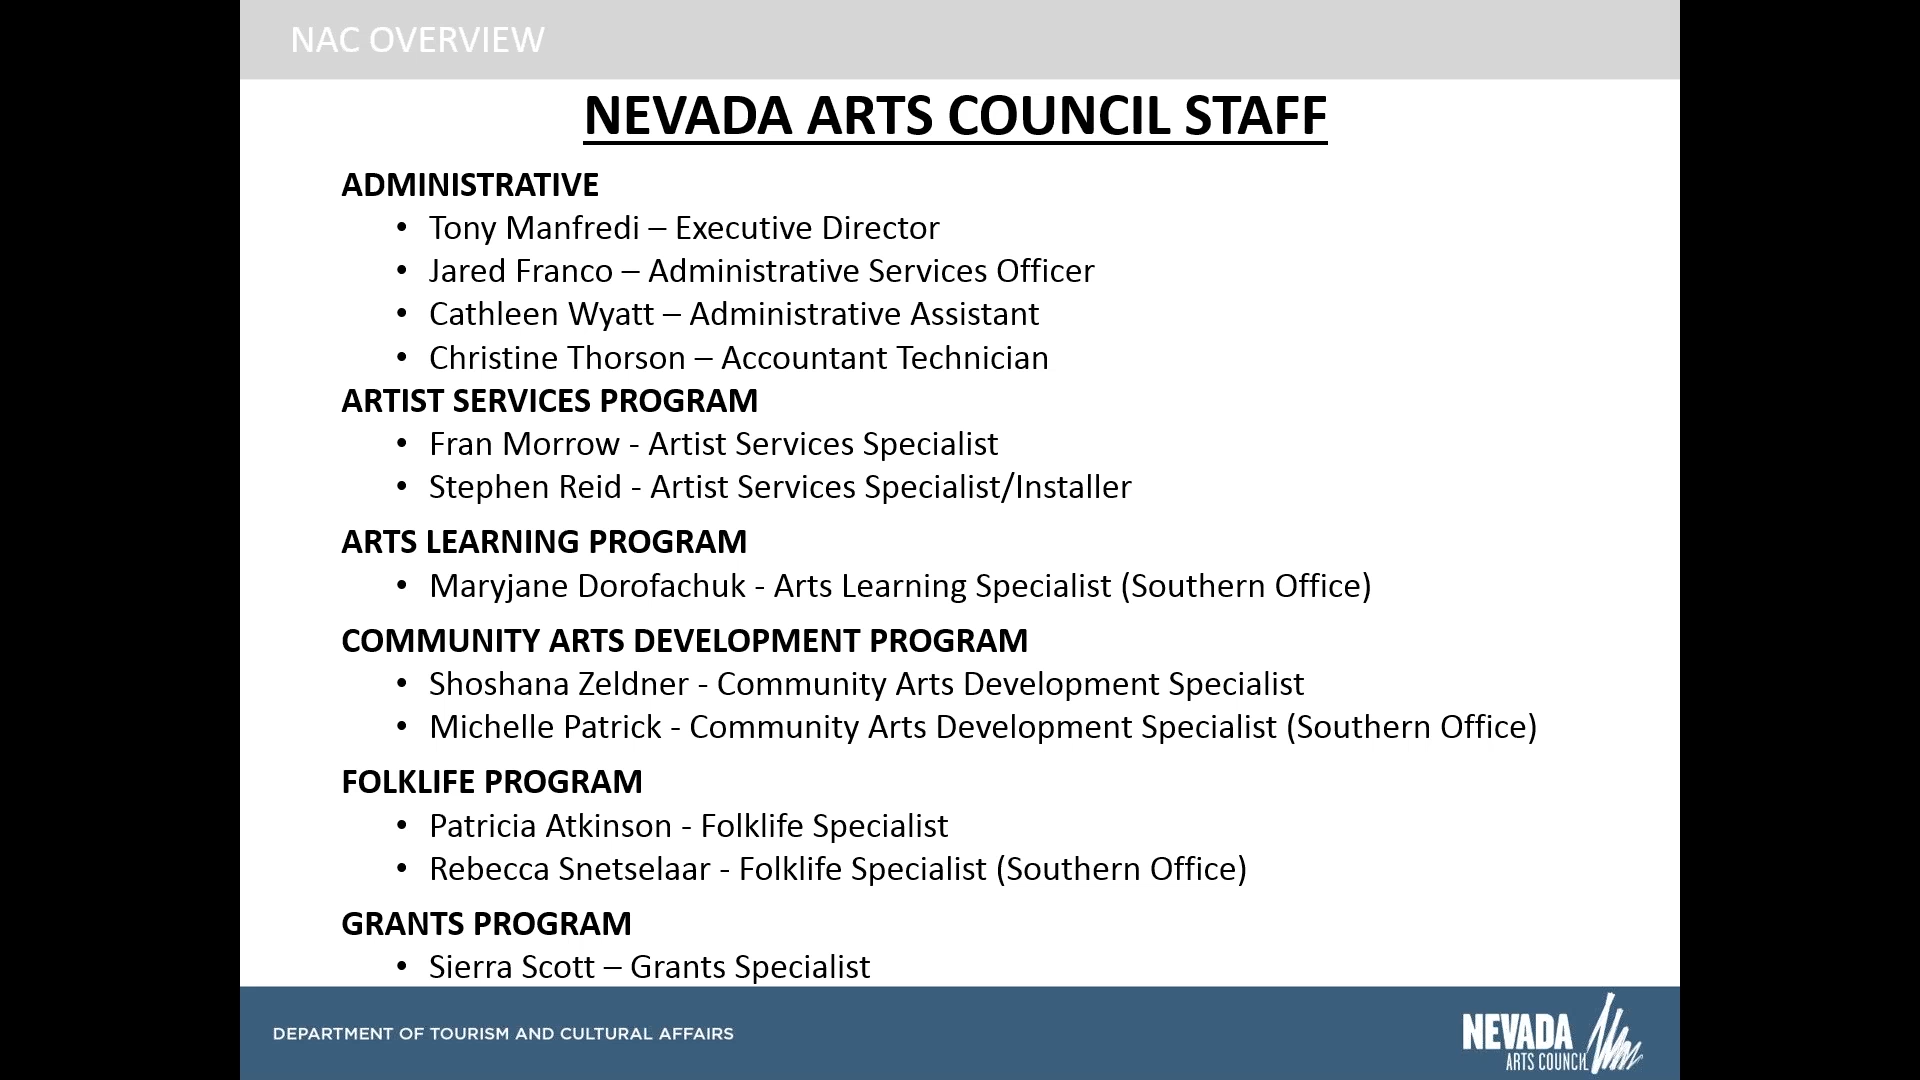 NAC OVERVIEW
NEVADA ARTS COUNCIL STAFF
ADMINISTRATIVE
• Tony Manfredi – Executive Director
• Jared Franco – Administrative Services Officer
• Cathleen Wyatt – Administrative Assistant
• Christine Thorson – Accountant Technician
ARTIST SERVICES PROGRAM
• Fran Morrow - Artist Services Specialist
• Stephen Reid - Artist Services Specialist/Installer
ARTS LEARNING PROGRAM
• Maryjane Dorofachuk - Arts Learning Specialist (Southern Office)
COMMUNITY ARTS DEVELOPMENT PROGRAM
• Shoshana Zeldner - Community Arts Development Specialist
• Michelle Patrick - Community Arts Development Specialist (Southern Office)
FOLKLIFE PROGRAM
• Patricia Atkinson - Folklife Specialist
• Rebecca Snetselaar - Folklife Specialist (Southern Office)
GRANTS PROGRAM
• Sierra Scott – Grants Specialist
DEPARTMENT OF TOURISM AND CULTURAL AFFAIRS
NEVADA
ARTS COUNCIL